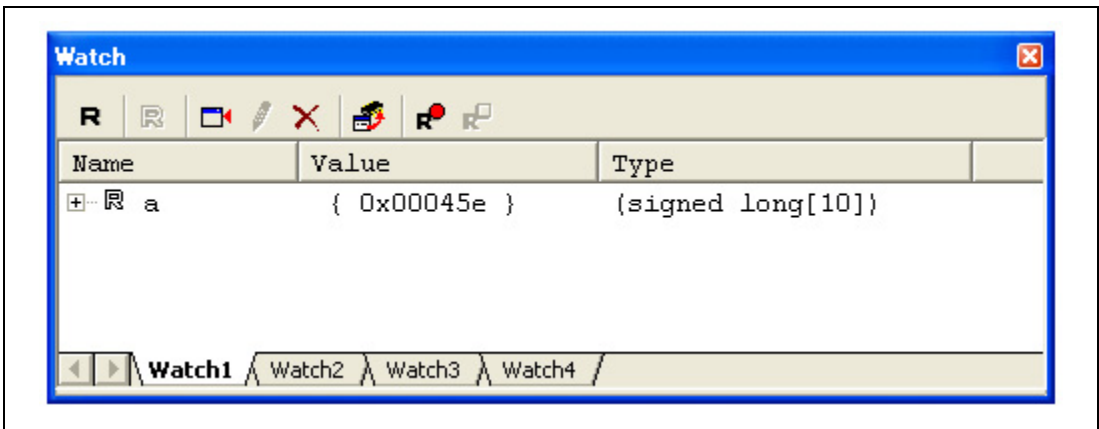 Watch
R R R R
Name Value Type
R a { 0x00045e } (signed long[10])
Watch1 Watch2 Watch3 Watch4